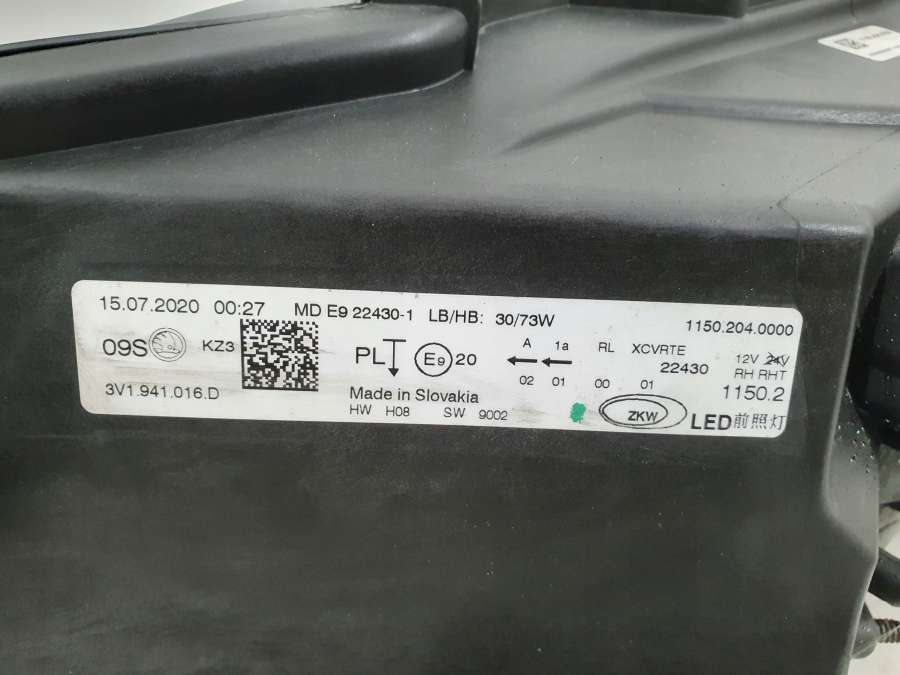 15.07.2020 00:27 MD E9 22430-1 LB/HB: 30/73W 1150.204.0000
09S KZ3 PL E9 20 A 1a RL XCVRTE 12V 24V
02 01 00 01 22430 RH RHT
3V1.941.016.D Made in Slovakia 1150.2
HW H08 SW 9002 ZKW LED前照灯